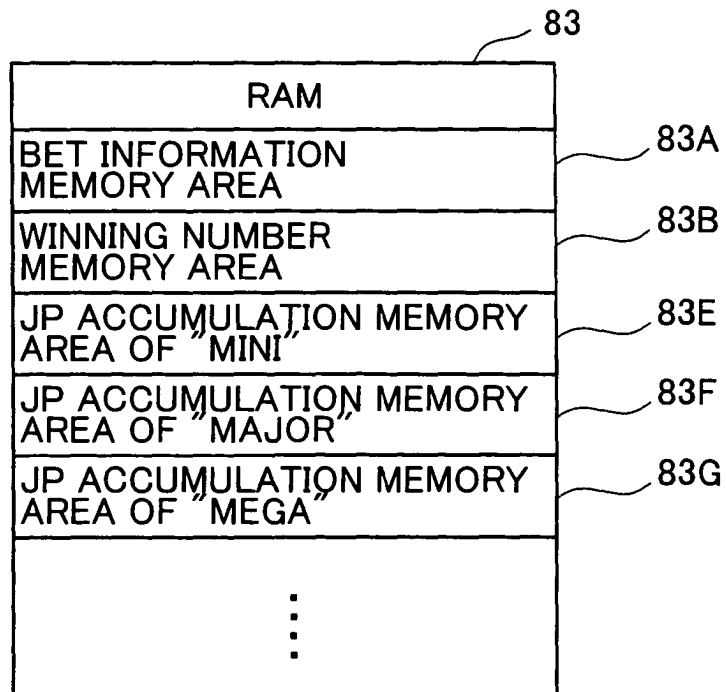 83
RAM
BET INFORMATION
MEMORY AREA
83A
WINNING NUMBER
MEMORY AREA
83B
JP ACCUMULATION MEMORY
AREA OF "MINI"
83E
JP ACCUMULATION MEMORY
AREA OF "MAJOR"
83F
JP ACCUMULATION MEMORY
AREA OF "MEGA"
83G